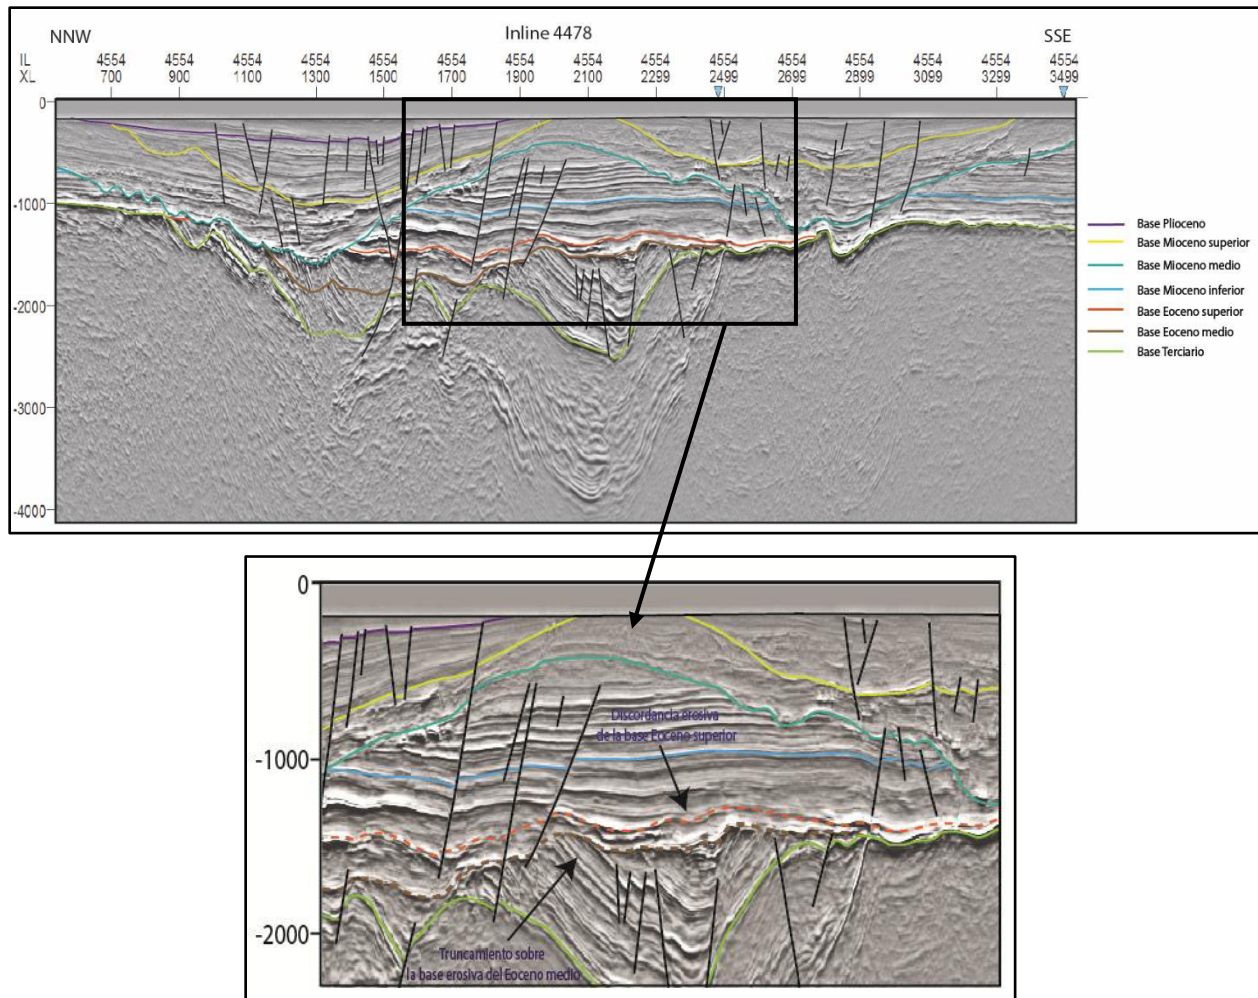 NNW
Inline 4478
SSE
IL 4554 4554 4554 4554 4554 4554 4554 4554 4554 4554 4554 4554 4554 4554 4554
XL 700 900 1100 1300 1500 1700 1900 2100 2299 2499 2699 2899 3099 3299 3499
0
-1000
-2000
-3000
-4000
Base Plioceno
Base Mioceno superior
Base Mioceno medio
Base Mioceno inferior
Base Eoceno superior
Base Eoceno medio
Base Terciario
0
Discordancia erosiva
de la base Eoceno superior
-1000
-2000
Truncamiento sobre
la base erosiva del Eoceno medio